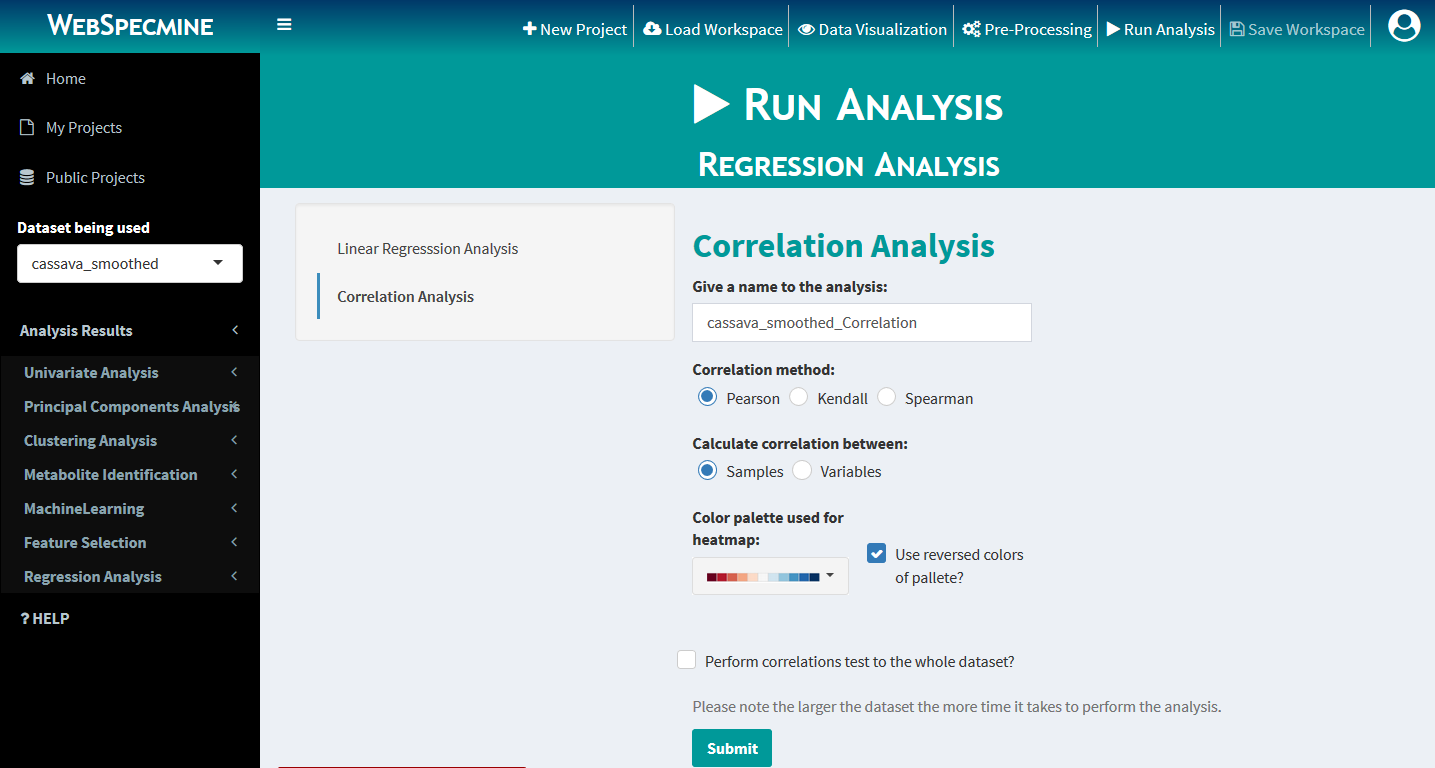 WEBSPECMINE
New Project
Load Workspace
Data Visualization
Pre-Processing
Run Analysis
Save Workspace
Home
My Projects
Public Projects
Dataset being used
cassava_smoothed
Analysis Results
Univariate Analysis
Principal Components Analysis
Clustering Analysis
Metabolite Identification
MachineLearning
Feature Selection
Regression Analysis
? HELP
RUN ANALYSIS
REGRESSION ANALYSIS
Linear Regresssion Analysis
Correlation Analysis
Correlation Analysis
Give a name to the analysis:
cassava_smoothed_Correlation
Correlation method:
Pearson Kendall Spearman
Calculate correlation between:
Samples Variables
Color palette used for
heatmap:
Use reversed colors
of pallete?
Perform correlations test to the whole dataset?
Please note the larger the dataset the more time it takes to perform the analysis.
Submit